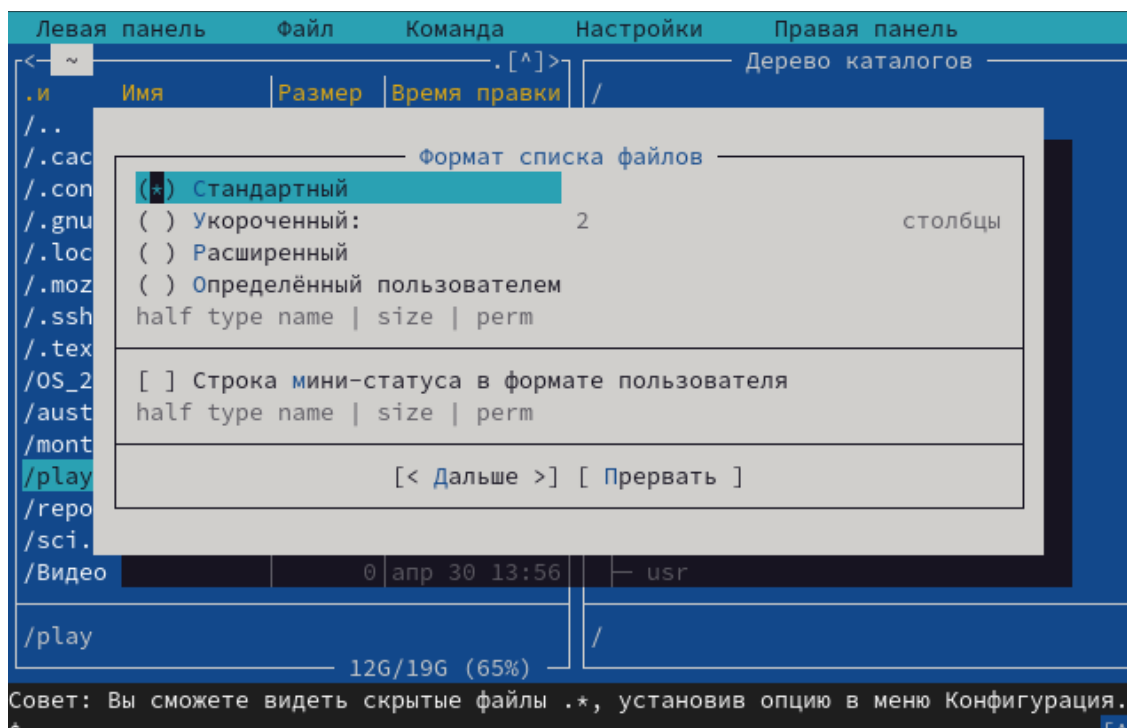 Левая панель Файл Команда Настройки Правая панель
<- ~ .[^]> Дерево каталогов
.и Имя Размер Время правки /
/..
/.cac Формат списка файлов
/.con (*) Стандартный
/.gnu ( ) Укороченный: 2 столбцы
/.loc ( ) Расширенный
/.moz ( ) Определённый пользователем
/.ssh half type name | size | perm
/.tex
/OS_2 [ ] Строка мини-статуса в формате пользователя
/aust half type name | size | perm
/mont
/play [< Дальше >] [ Прервать ]
/repo
/sci.
/Видео 0 апр 30 13:56 usr
/play /
12G/19G (65%)
Совет: Вы сможете видеть скрытые файлы .*, установив опцию в меню Конфигурация.